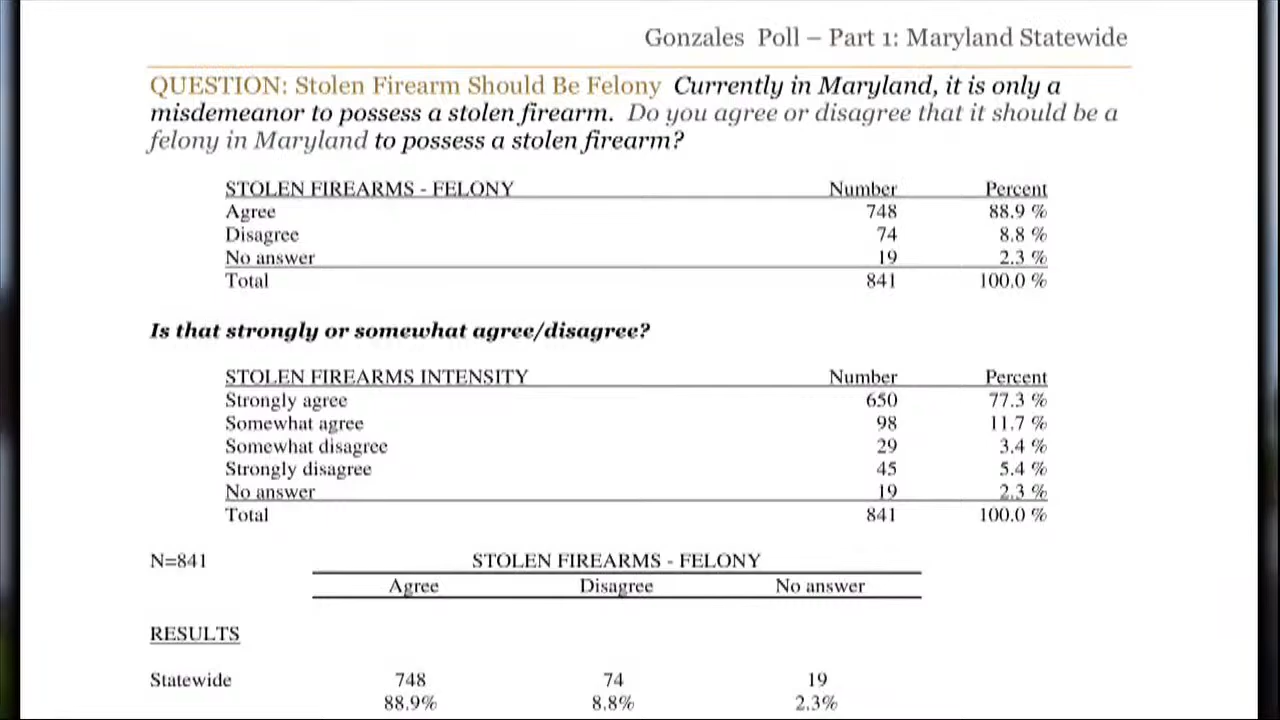 Gonzales Poll – Part 1: Maryland Statewide
QUESTION: Stolen Firearm Should Be Felony Currently in Maryland, it is only a
misdemeanor to possess a stolen firearm. Do you agree or disagree that it should be a
felony in Maryland to possess a stolen firearm?
STOLEN FIREARMS - FELONY Number Percent
Agree 748 88.9 %
Disagree 74 8.8 %
No answer 19 2.3 %
Total 841 100.0 %
Is that strongly or somewhat agree/disagree?
STOLEN FIREARMS INTENSITY Number Percent
Strongly agree 650 77.3 %
Somewhat agree 98 11.7 %
Somewhat disagree 29 3.4 %
Strongly disagree 45 5.4 %
No answer 19 2.3 %
Total 841 100.0 %
N=841 STOLEN FIREARMS - FELONY
Agree Disagree No answer
RESULTS
Statewide 748 74 19
88.9% 8.8% 2.3%